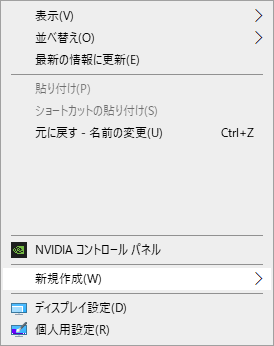 表示(V)
並べ替え(O)
最新の情報に更新(E)
貼り付け(P)
ショートカットの貼り付け(S)
元に戻す - 名前の変更(U) Ctrl+Z
NVIDIA コントロール パネル
新規作成(W)
ディスプレイ設定(D)
個人用設定(R)